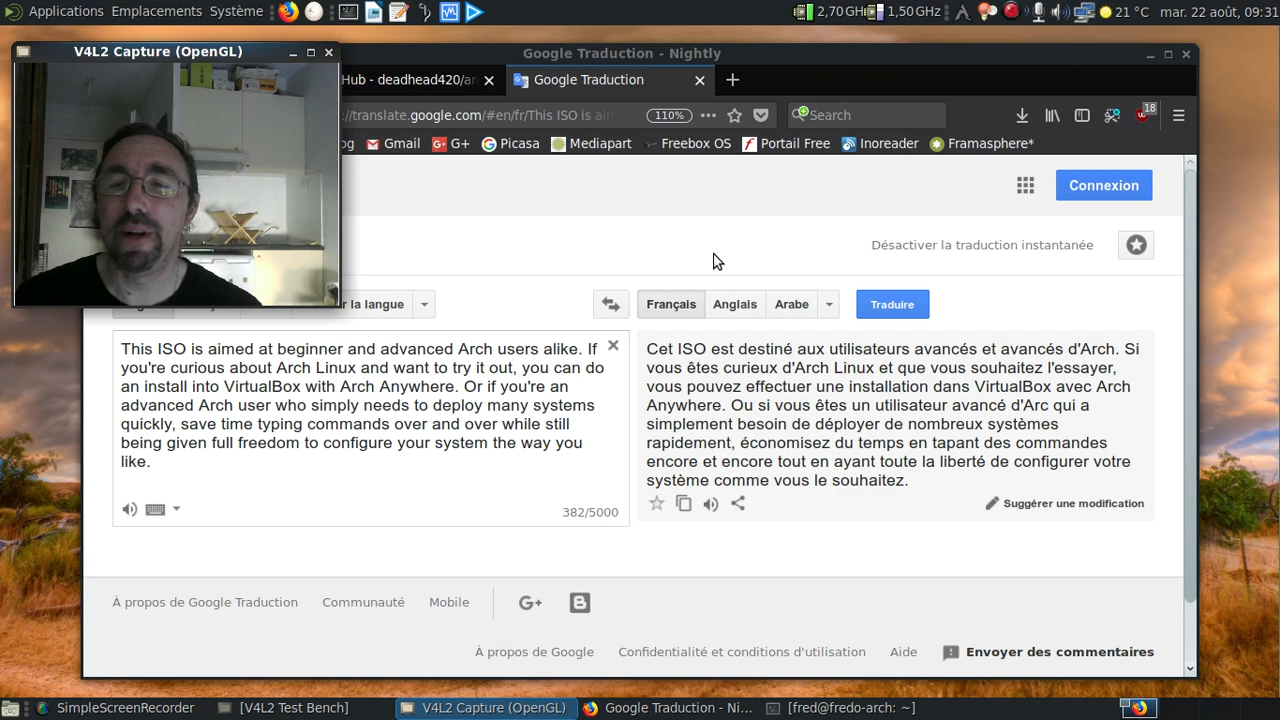 Applications Emplacements Système
2,70 GHz
1,50 GHz
21 °C
mar. 22 août, 09:31
V4L2 Capture (OpenGL)
Google Traduction - Nightly
Hub - deadhead420/ar
Google Traduction
://translate.google.com/#en/fr/This ISO is aim
110%
Search
18
og
Gmail
G+
Picasa
Mediapart
Freebox OS
Portail Free
Inoreader
Framasphere*
Connexion
Désactiver la traduction instantanée
r la langue
Français
Anglais
Arabe
Traduire
This ISO is aimed at beginner and advanced Arch users alike. If
you're curious about Arch Linux and want to try it out, you can do
an install into VirtualBox with Arch Anywhere. Or if you're an
advanced Arch user who simply needs to deploy many systems
quickly, save time typing commands over and over while still
being given full freedom to configure your system the way you
like.
382/5000
Cet ISO est destiné aux utilisateurs avancés et avancés d'Arch. Si
vous êtes curieux d'Arch Linux et que vous souhaitez l'essayer,
vous pouvez effectuer une installation dans VirtualBox avec Arch
Anywhere. Ou si vous êtes un utilisateur avancé d'Arc qui a
simplement besoin de déployer de nombreux systèmes
rapidement, économisez du temps en tapant des commandes
encore et encore tout en ayant toute la liberté de configurer votre
système comme vous le souhaitez.
Suggérer une modification
À propos de Google Traduction
Communauté
Mobile
À propos de Google
Confidentialité et conditions d'utilisation
Aide
Envoyer des commentaires
SimpleScreenRecorder
[V4L2 Test Bench]
V4L2 Capture (OpenGL)
Google Traduction - Ni...
[fred@fredo-arch: ~]